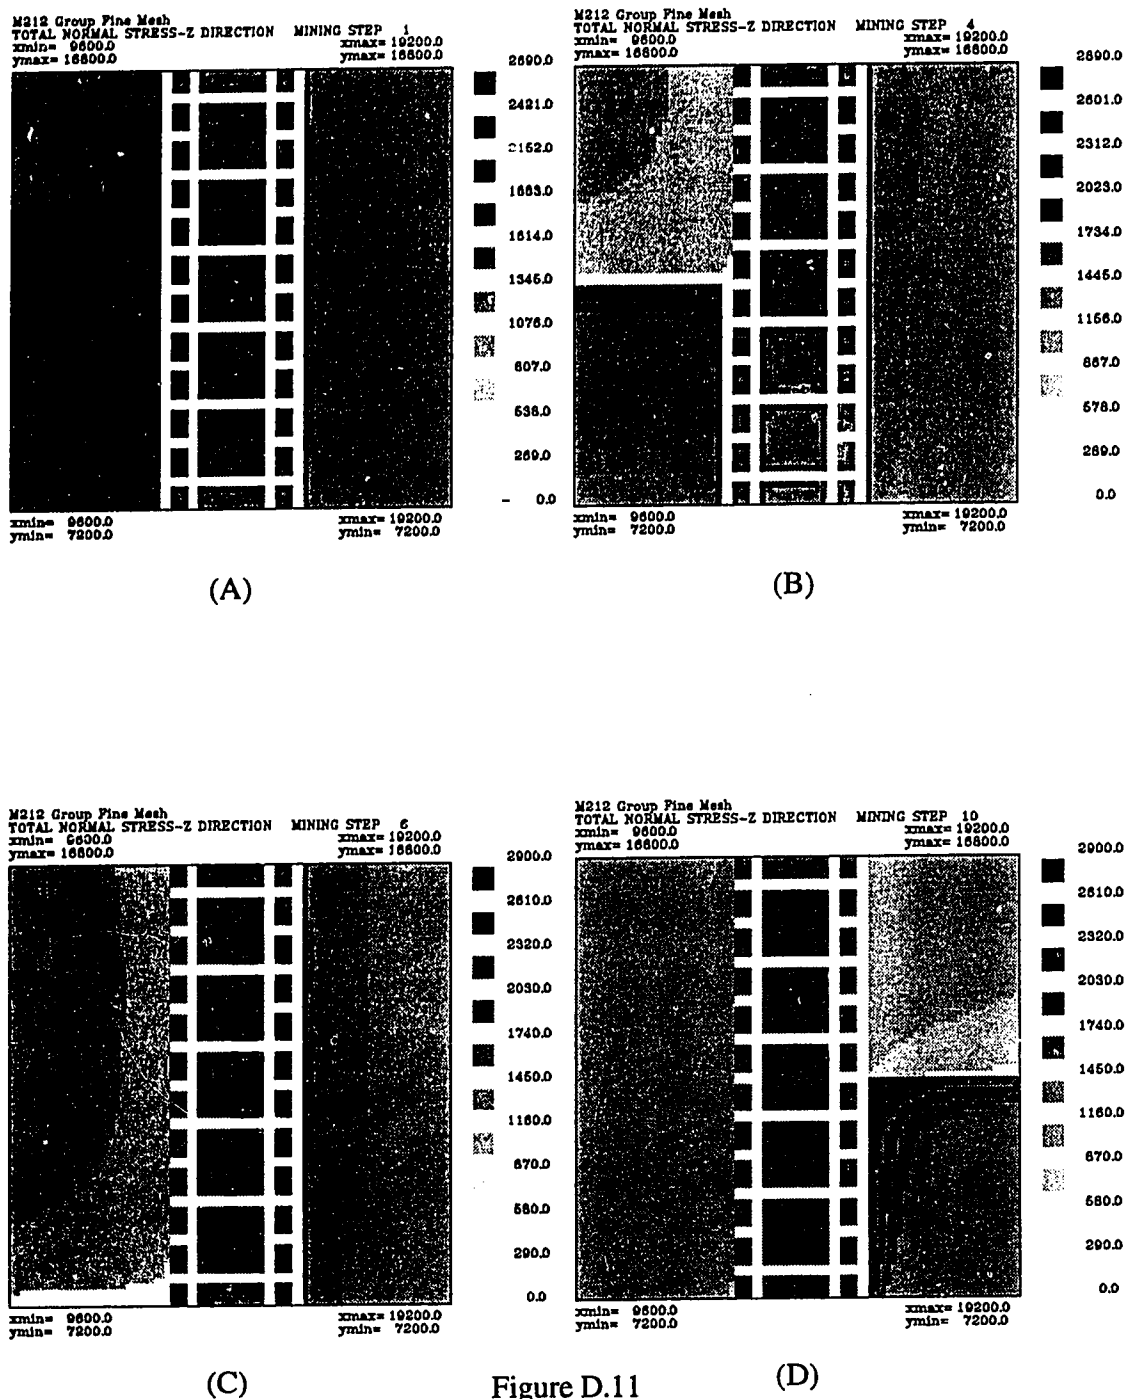 M212 Group Fine Mesh
TOTAL NORMAL STRESS-Z DIRECTION MINING STEP 1
xmin= 9600.0 xmax= 19200.0
ymax= 16800.0 ymax= 16800.0
2690.0
2421.0
2152.0
1883.0
1614.0
1345.0
1076.0
807.0
538.0
269.0
0.0
xmin= 9600.0 xmax= 19200.0
ymin= 7200.0 ymin= 7200.0
(A)
M212 Group Fine Mesh
TOTAL NORMAL STRESS-Z DIRECTION MINING STEP 4
xmin= 9600.0 xmax= 19200.0
ymax= 16800.0 ymax= 16800.0
2890.0
2601.0
2312.0
2023.0
1734.0
1445.0
1156.0
867.0
578.0
289.0
0.0
xmin= 9600.0 xmax= 19200.0
ymin= 7200.0 ymin= 7200.0
(B)
M212 Group Fine Mesh
TOTAL NORMAL STRESS-Z DIRECTION MINING STEP 6
xmin= 9600.0 xmax= 19200.0
ymax= 16800.0 ymax= 16800.0
2900.0
2610.0
2320.0
2030.0
1740.0
1450.0
1160.0
870.0
580.0
290.0
0.0
xmin= 9600.0 xmax= 19200.0
ymin= 7200.0 ymin= 7200.0
(C)
M212 Group Fine Mesh
TOTAL NORMAL STRESS-Z DIRECTION MINING STEP 10
xmin= 9600.0 xmax= 19200.0
ymax= 16800.0 ymax= 16800.0
2900.0
2610.0
2320.0
2030.0
1740.0
1450.0
1160.0
870.0
580.0
290.0
0.0
xmin= 9600.0 xmax= 19200.0
ymin= 7200.0 ymin= 7200.0
(D)
Figure D.11